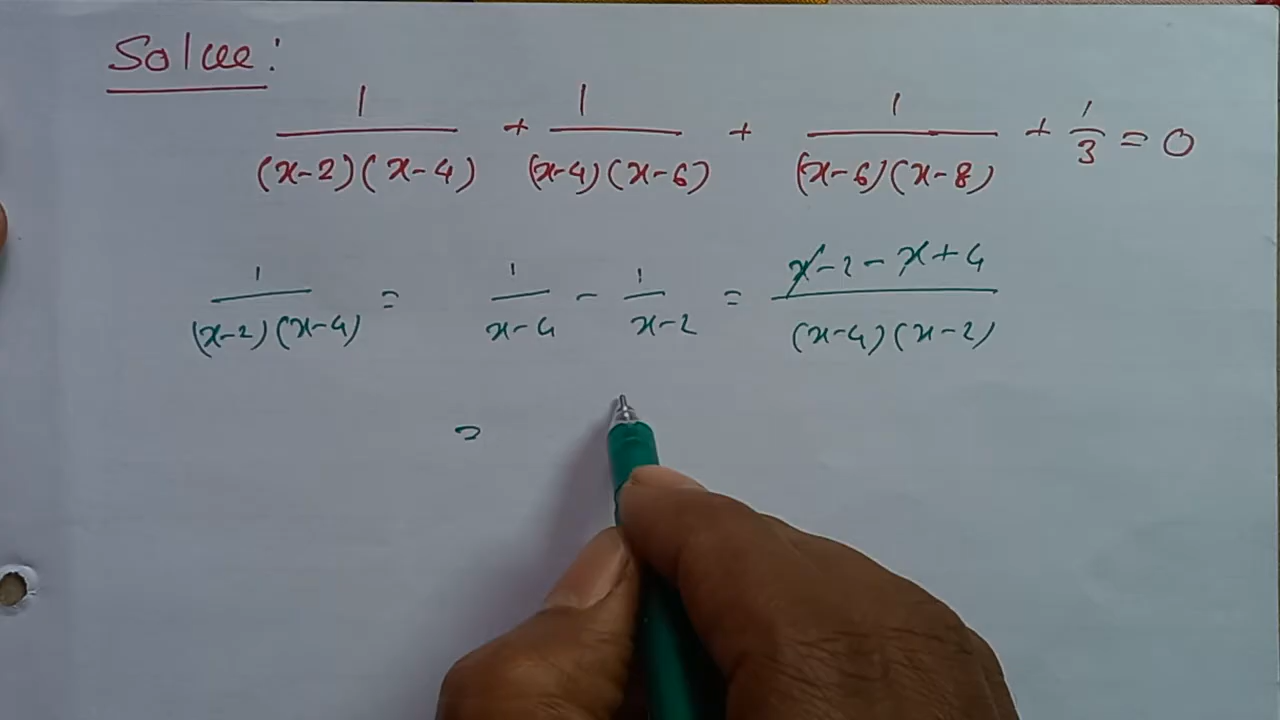 Solve:
1/((x-2)(x-4)) + 1/((x-4)(x-6)) + 1/((x-6)(x-8)) + 1/3 = 0
1/((x-2)(x-4)) = 1/(x-4) - 1/(x-2) = (x-2-x+4)/((x-4)(x-2))
=